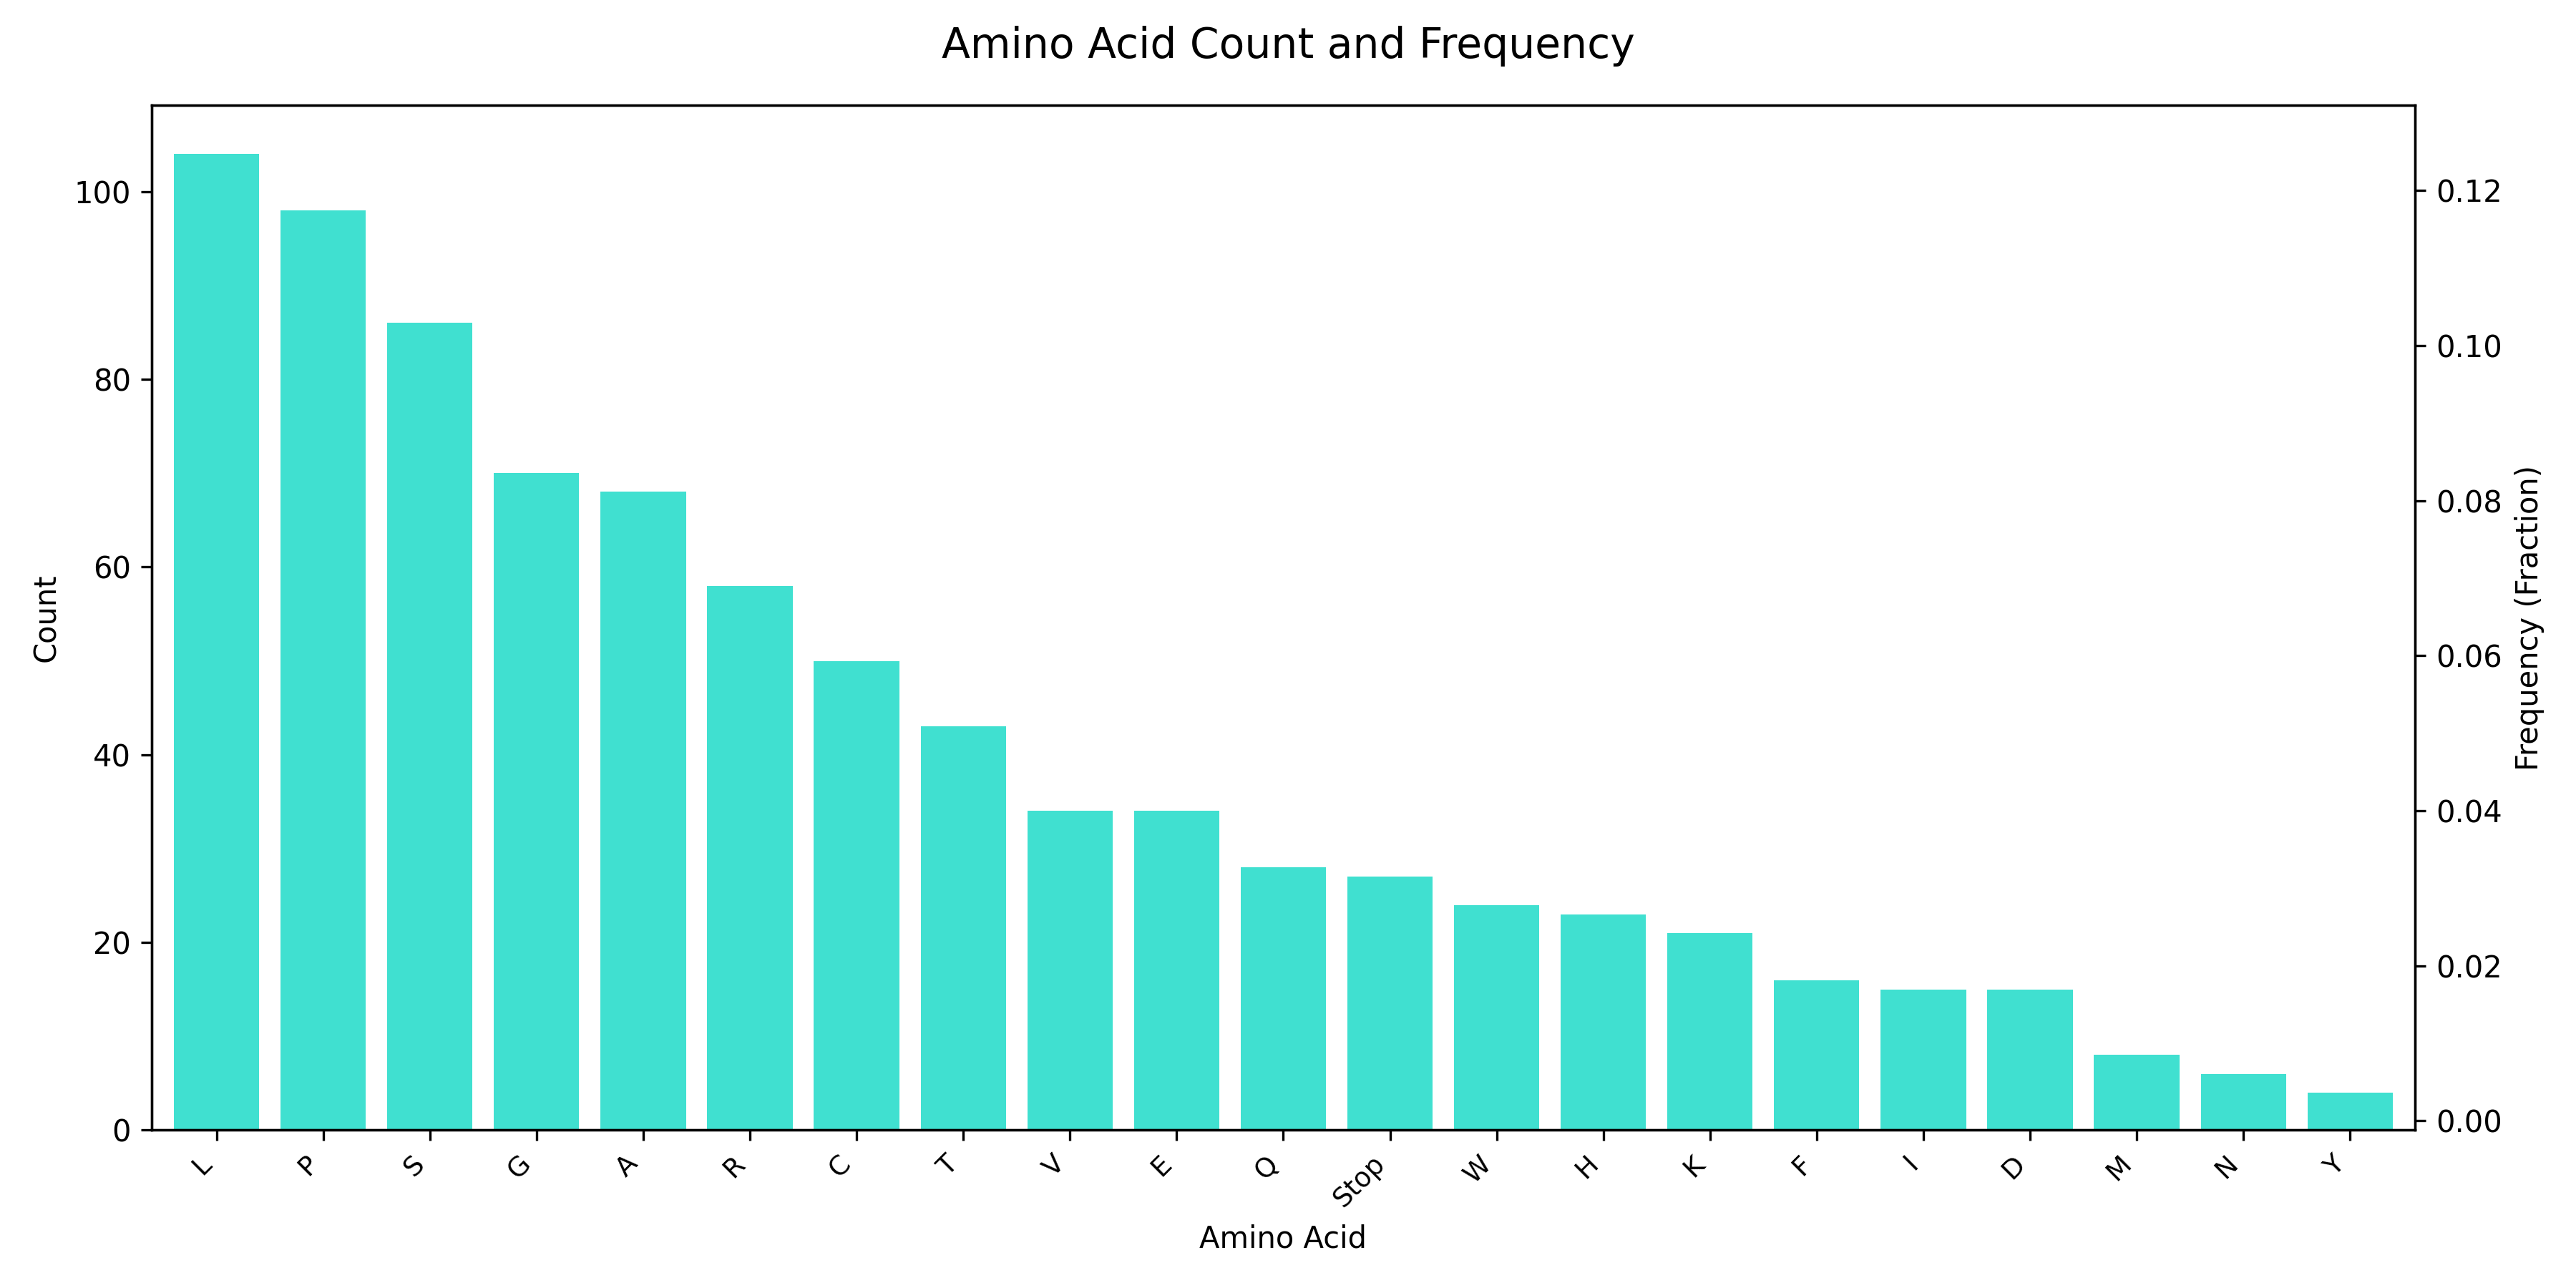 Amino Acid Count and Frequency
100
80
60
40
20
0
Count
0.12
0.10
0.08
0.06
0.04
0.02
0.00
Frequency (Fraction)
L P S G A R C T V E Q Stop W H K F I D M N Y
Amino Acid